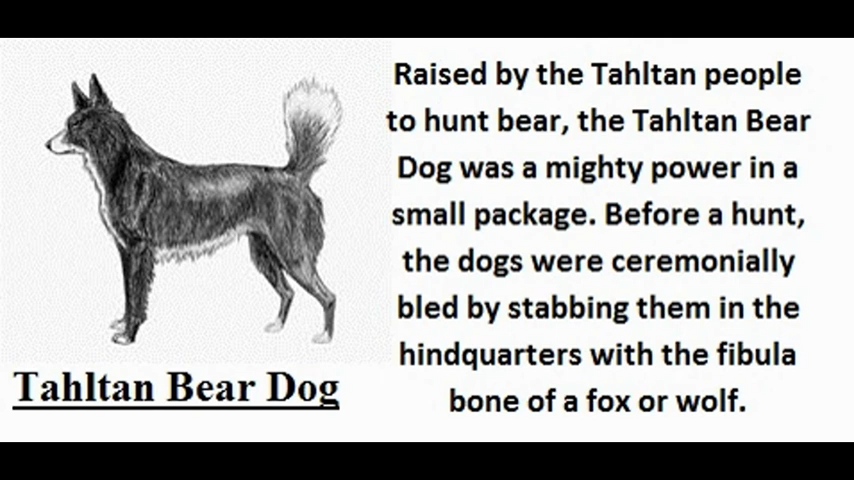 Raised by the Tahltan people
to hunt bear, the Tahltan Bear
Dog was a mighty power in a
small package. Before a hunt,
the dogs were ceremonially
bled by stabbing them in the
hindquarters with the fibula
bone of a fox or wolf.
Tahltan Bear Dog